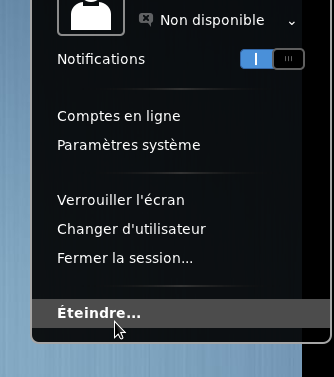 Non disponible
Notifications
Comptes en ligne
Paramètres système
Verrouiller l'écran
Changer d'utilisateur
Fermer la session...
Éteindre...